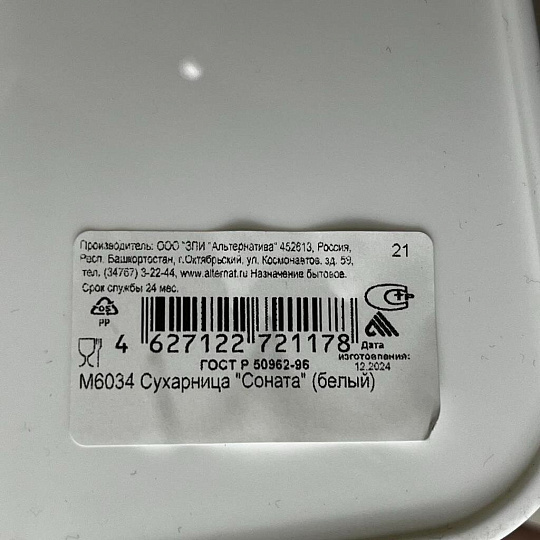 Производитель: ООО "ЗПИ "Альтернатива" 452613, Россия,
21
Расп. Башкортостан, г.Октябрьский, ул. Космонавтов, зд. 59,
тел. (34767) 3-22-44, www.alternat.ru Назначение бытовое.
Срок службы 24 мес.
05
PP
4 627122 721178
Дата
изготовления:
12.2024
ГОСТ Р 50962-96
М6034 Сухарница "Соната" (белый)